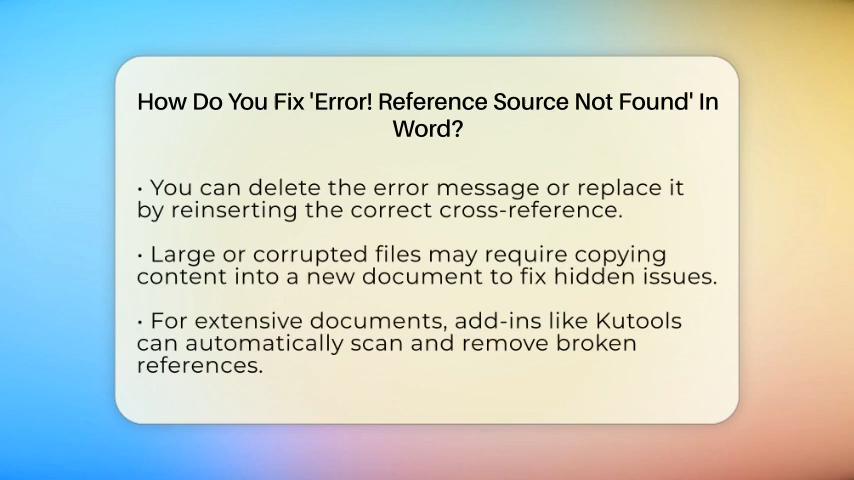 How Do You Fix 'Error! Reference Source Not Found' In
Word?
• You can delete the error message or replace it
by reinserting the correct cross-reference.
• Large or corrupted files may require copying
content into a new document to fix hidden issues.
• For extensive documents, add-ins like Kutools
can automatically scan and remove broken
references.